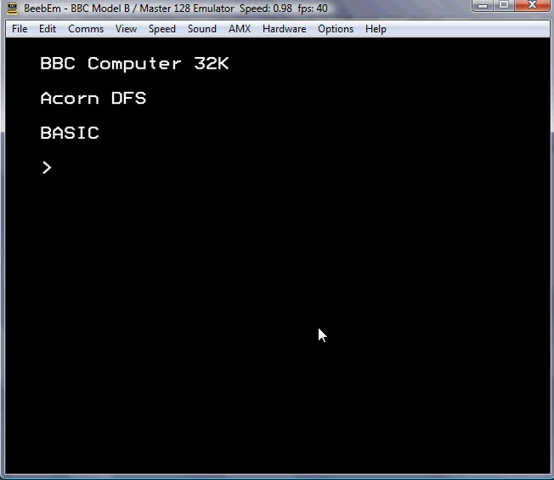 BeebEm - BBC Model B / Master 128 Emulator Speed: 0.98 fps: 40
File Edit Comms View Speed Sound AMX Hardware Options Help
BBC Computer 32K
Acorn DFS
BASIC
>